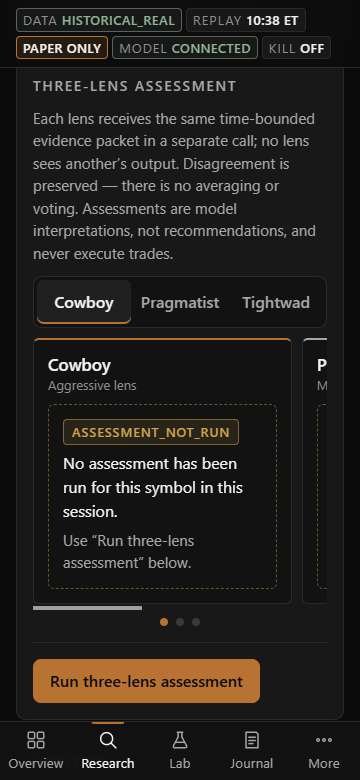 DATA HISTORICAL_REAL REPLAY 10:38 ET
PAPER ONLY MODEL CONNECTED KILL OFF
THREE-LENS ASSESSMENT
Each lens receives the same time-bounded
evidence packet in a separate call; no lens
sees another's output. Disagreement is
preserved — there is no averaging or
voting. Assessments are model
interpretations, not recommendations, and
never execute trades.
Cowboy Pragmatist Tightwad
Cowboy
Aggressive lens
ASSESSMENT_NOT_RUN
No assessment has been
run for this symbol in this
session.
Use “Run three-lens
assessment” below.
Run three-lens assessment
Overview Research Lab Journal More